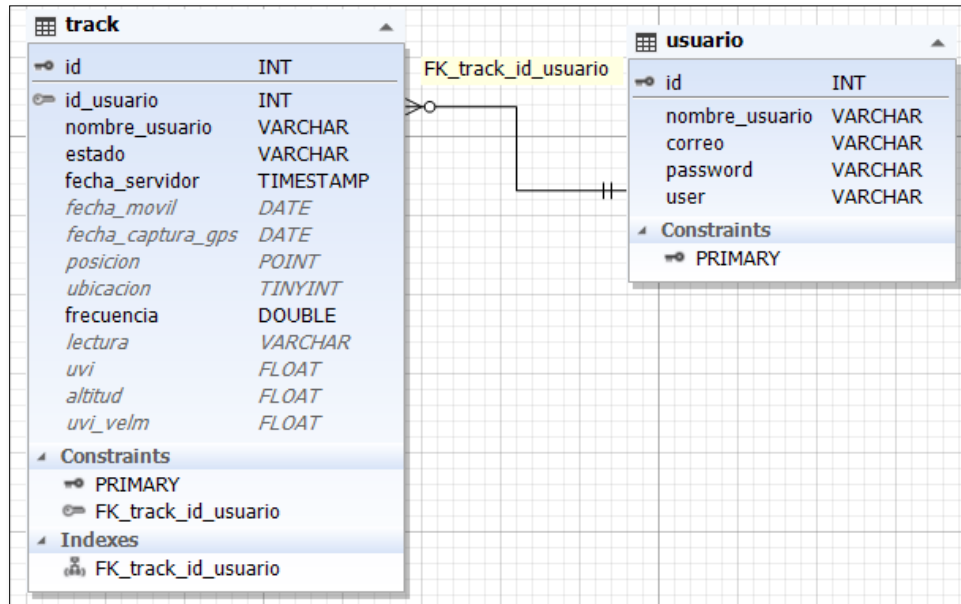 track
id INT
id_usuario INT
nombre_usuario VARCHAR
estado VARCHAR
fecha_servidor TIMESTAMP
fecha_movil DATE
fecha_captura_gps DATE
posicion POINT
ubicacion TINYINT
frecuencia DOUBLE
lectura VARCHAR
uvi FLOAT
altitud FLOAT
uvi_velm FLOAT
Constraints
PRIMARY
FK_track_id_usuario
Indexes
FK_track_id_usuario
FK_track_id_usuario
usuario
id INT
nombre_usuario VARCHAR
correo VARCHAR
password VARCHAR
user VARCHAR
Constraints
PRIMARY